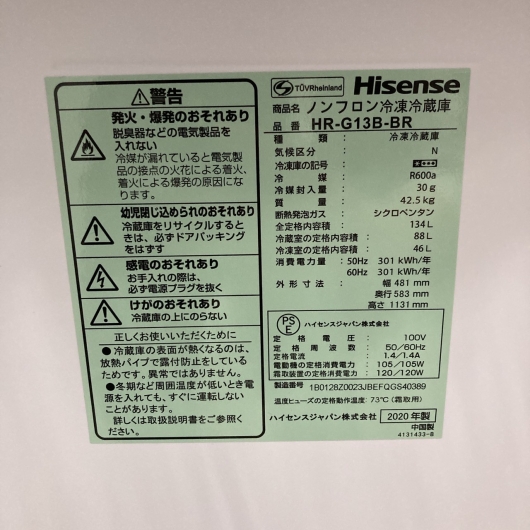 警告
発火・爆発のおそれあり
脱臭器などの電気製品を
入れない
冷媒が漏れていると電気製
品の接点の火花による着火
、着火による爆発の原因にな
ります。
幼児閉じ込められのおそれあり
冷蔵庫をリサイクルすると
きは、必ずドアパッキング
をはずす
感電のおそれあり
お手入れの際は、
必ず電源プラグを抜く
けがのおそれあり
冷蔵庫の上にのらない
正しくお使いいただくために
●冷蔵庫の表面が熱くなるのは、
放熱パイプで露付防止をしているた
めです。異常ではありません。
●冬期など周囲温度が低いとき電
源を入れても、すぐに運転しない
ことがあります。
詳しくは取扱説明書をご らん
ください。
TÜVRheinland
Hisense
商品名 ノンフロン冷凍冷蔵庫
品番 HR-G13B-BR
種類: 冷凍冷蔵庫
気候区分: N
冷凍庫の記号:
冷媒: R600a
冷媒封入量: 30g
質量: 42.5kg
断熱発泡ガス: シクロペンタン
全定格内容積: 134L
冷蔵室の定格内容積: 88L
冷凍室の定格内容積: 46L
消費電力量: 50Hz 301kWh/年
60Hz 301kWh/年
外形寸法: 幅 481mm
奥行 583mm
高さ 1131mm
PSE
ハイセンスジャパン株式会社
定格電圧: 100V
定格周波数: 50/60Hz
定格電流: 1.4/1.4A
電動機の定格消費電力: 105/105W
霜取装置の定格消費電力: 120/120W
製造番号: 1B0128Z0023JBEFQGS40389
温度ヒューズの定格動作温度: 73℃(霜取用)
ハイセンスジャパン株式会社
2020年製
中国製
4131433-B